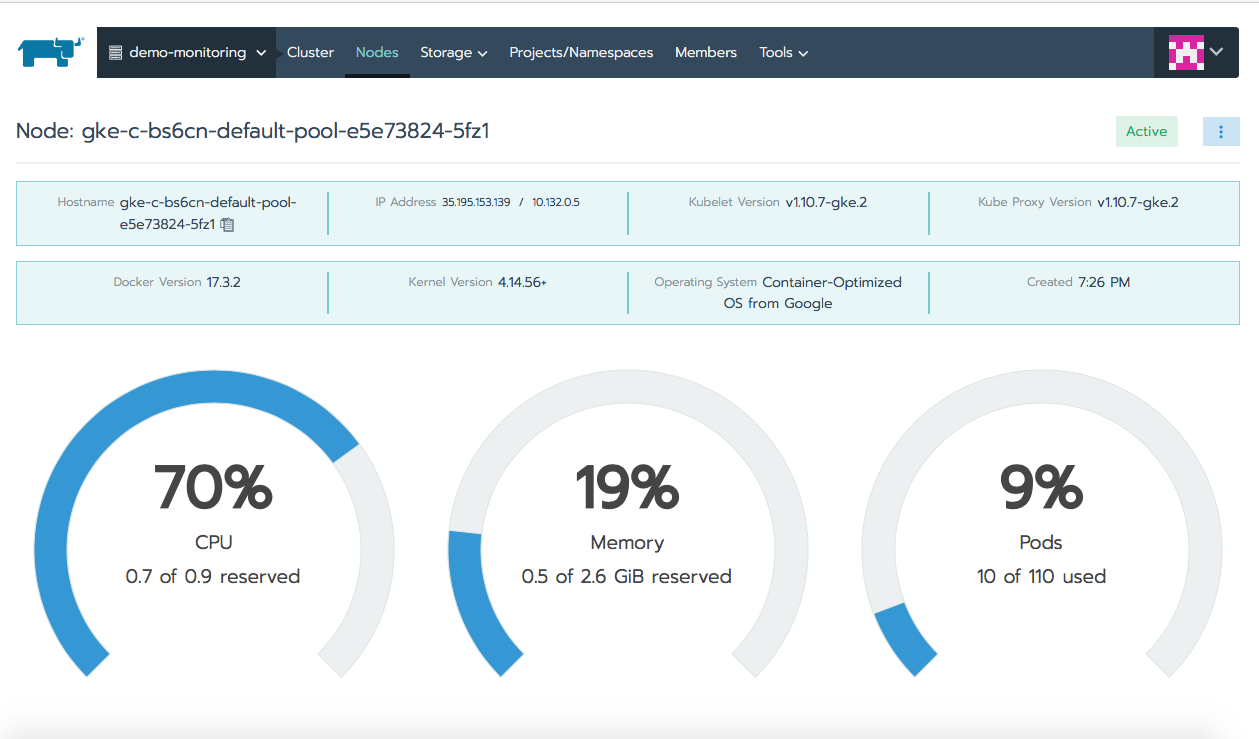 demo-monitoring Cluster Nodes Storage Projects/Namespaces Members Tools
Node: gke-c-bs6cn-default-pool-e5e73824-5fz1 Active
Hostname gke-c-bs6cn-default-pool- IP Address 35.195.153.139 / 10.132.0.5 Kubelet Version v1.10.7-gke.2 Kube Proxy Version v1.10.7-gke.2
e5e73824-5fz1
Docker Version 17.3.2 Kernel Version 4.14.56+ Operating System Container-Optimized Created 7:26 PM
OS from Google
70% 19% 9%
CPU Memory Pods
0.7 of 0.9 reserved 0.5 of 2.6 GiB reserved 10 of 110 used